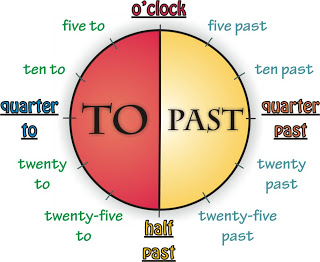 o'clock
five to
five past
ten to
ten past
quarter
to
TO
PAST
quarter
past
twenty
to
twenty
past
twenty-five
to
half
past
twenty-five
past